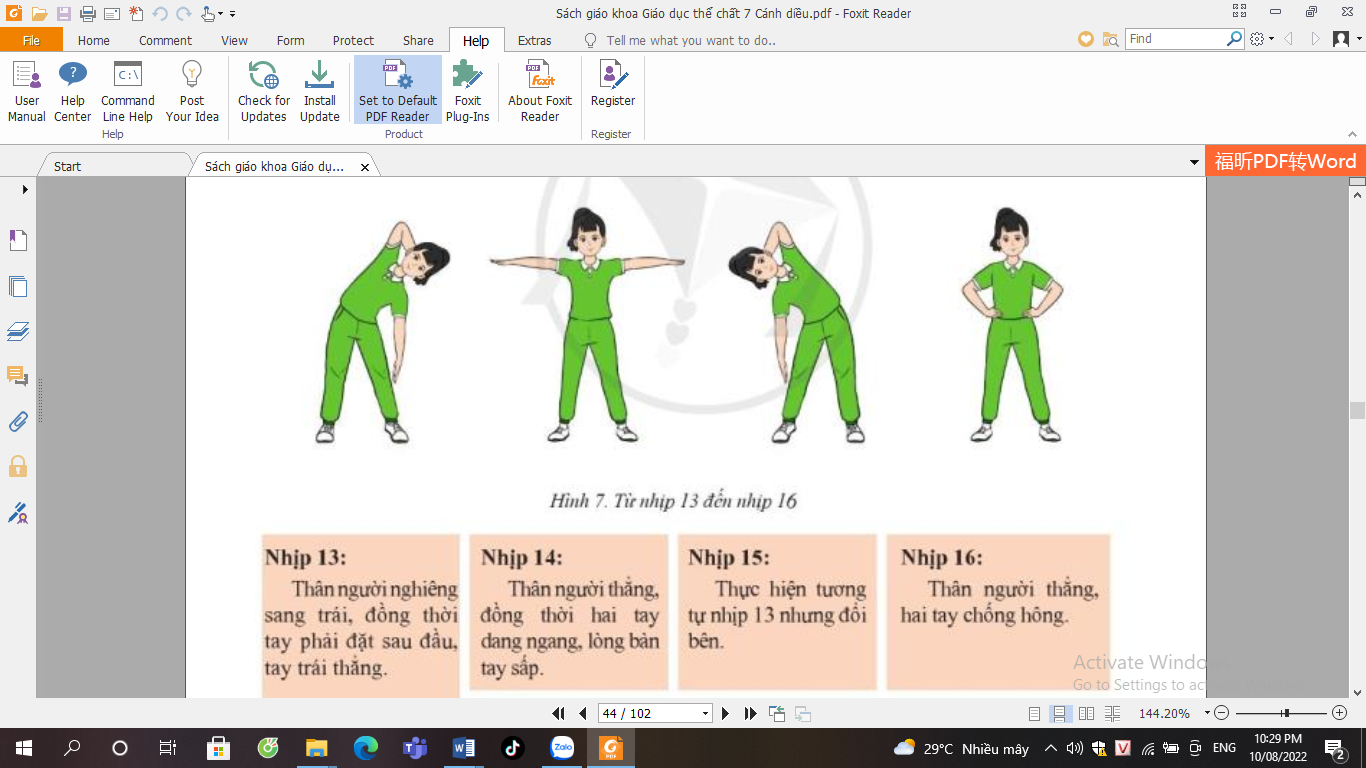 Sách giáo khoa Giáo dục thể chất 7 Cánh diều.pdf - Foxit Reader
File Home Comment View Form Protect Share Help Extras Tell me what you want to do.. Find
User Manual
Help Center
Command Line Help
Post Your Idea
Check for Updates
Install Update
Set to Default PDF Reader
Foxit Plug-Ins
About Foxit Reader
Register
Help Product Register
Start Sách giáo khoa Giáo dụ... 福昕PDF转Word
Hình 7. Từ nhịp 13 đến nhịp 16
Nhịp 13:
Thân người nghiêng
sang trái, đồng thời
tay phải đặt sau đầu,
tay trái thẳng.
Nhịp 14:
Thân người thẳng,
đồng thời hai tay
dang ngang, lòng bàn
tay sấp.
Nhịp 15:
Thực hiện tương
tự nhịp 13 nhưng đổi
bên.
Nhịp 16:
Thân người thẳng,
hai tay chống hông.
Activate Windows
Go to Settings to
44 / 102 144.20%
29°C Nhiều mây ENG 10:29 PM
10/08/2022 2